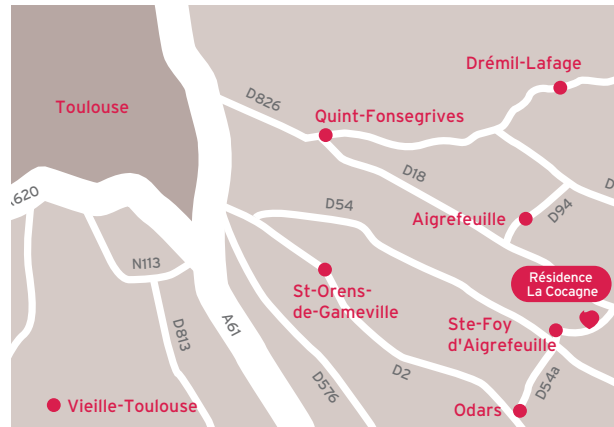 Drémil-Lafage
D826
Toulouse
Quint-Fonsegrives
D18
A620
D54
Aigrefeuille
D94
D
N113
Résidence
La Cocagne
St-Orens-
de-Gameville
A61
Ste-Foy
d'Aigrefeuille
D813
D576
D2
D54a
Vieille-Toulouse
Odars